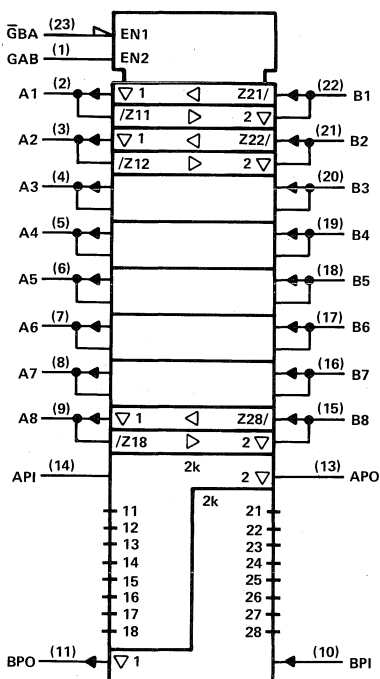 G̅BA (23) EN1
GAB (1) EN2
A1 (2) 1 Z21/ (22) B1
/Z11 2
A2 (3) 1 Z22/ (21) B2
/Z12 2
A3 (4) (20) B3
A4 (5) (19) B4
A5 (6) (18) B5
A6 (7) (17) B6
A7 (8) (16) B7
A8 (9) 1 Z28/ (15) B8
/Z18 2
2k
API (14) 2 (13) APO
2k
11 21
12 22
13 23
14 24
15 25
16 26
17 27
18 28
BPO (11) 1 (10) BPI